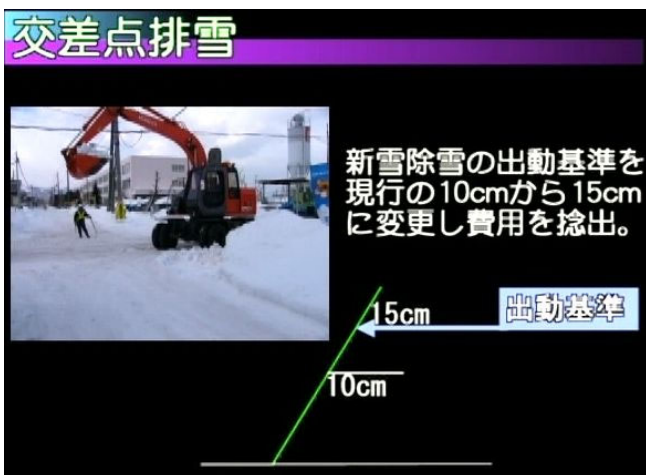 交差点排雪
新雪除雪の出動基準を
現行の10cmから15cm
に変更し費用を捻出。
15cm
出動基準
10cm